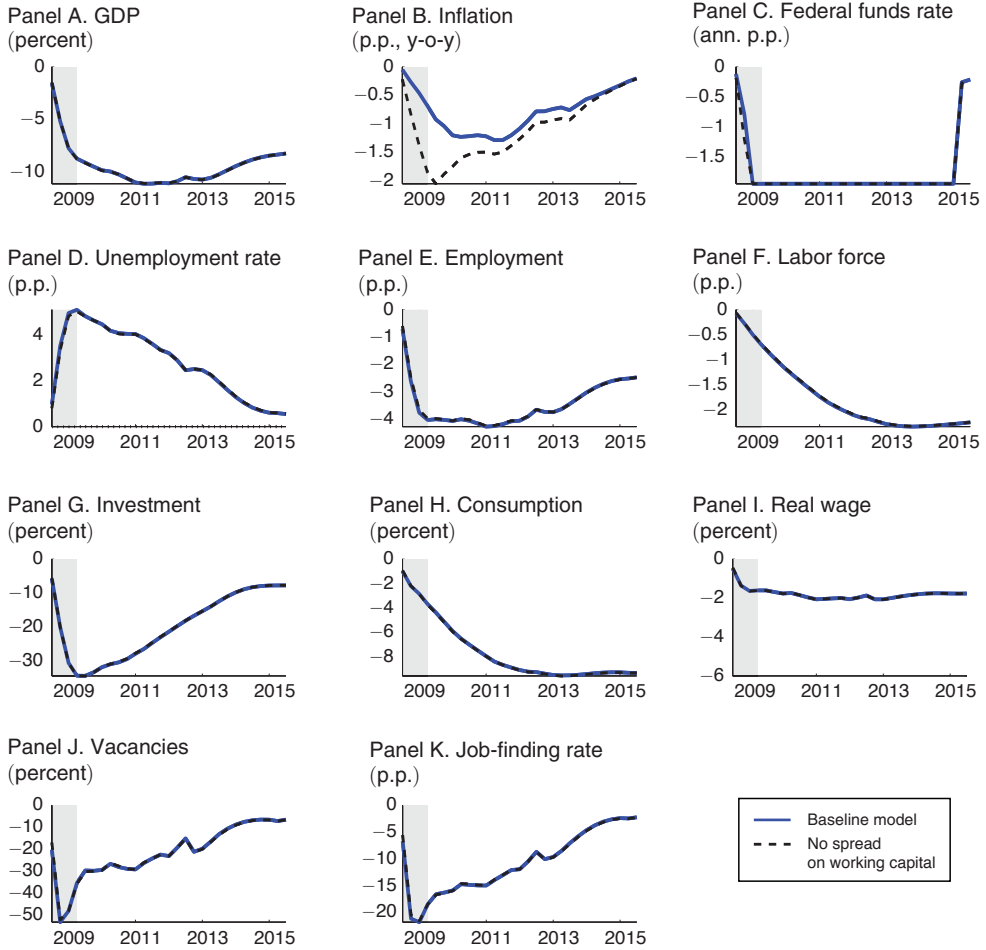 Panel A. GDP
(percent)
0
−5
−10
2009 2011 2013 2015
Panel B. Inflation
(p.p., y-o-y)
0
−0.5
−1
−1.5
−2
2009 2011 2013 2015
Panel C. Federal funds rate
(ann. p.p.)
0
−0.5
−1
−1.5
2009 2011 2013 2015
Panel D. Unemployment rate
(p.p.)
4
2
0
2009 2011 2013 2015
Panel E. Employment
(p.p.)
0
−1
−2
−3
−4
2009 2011 2013 2015
Panel F. Labor force
(p.p.)
0
−0.5
−1
−1.5
−2
2009 2011 2013 2015
Panel G. Investment
(percent)
0
−10
−20
−30
2009 2011 2013 2015
Panel H. Consumption
(percent)
0
−2
−4
−6
−8
2009 2011 2013 2015
Panel I. Real wage
(percent)
0
−2
−4
−6
2009 2011 2013 2015
Panel J. Vacancies
(percent)
0
−10
−20
−30
−40
−50
2009 2011 2013 2015
Panel K. Job-finding rate
(p.p.)
0
−5
−10
−15
−20
2009 2011 2013 2015
Baseline model
No spread
on working capital